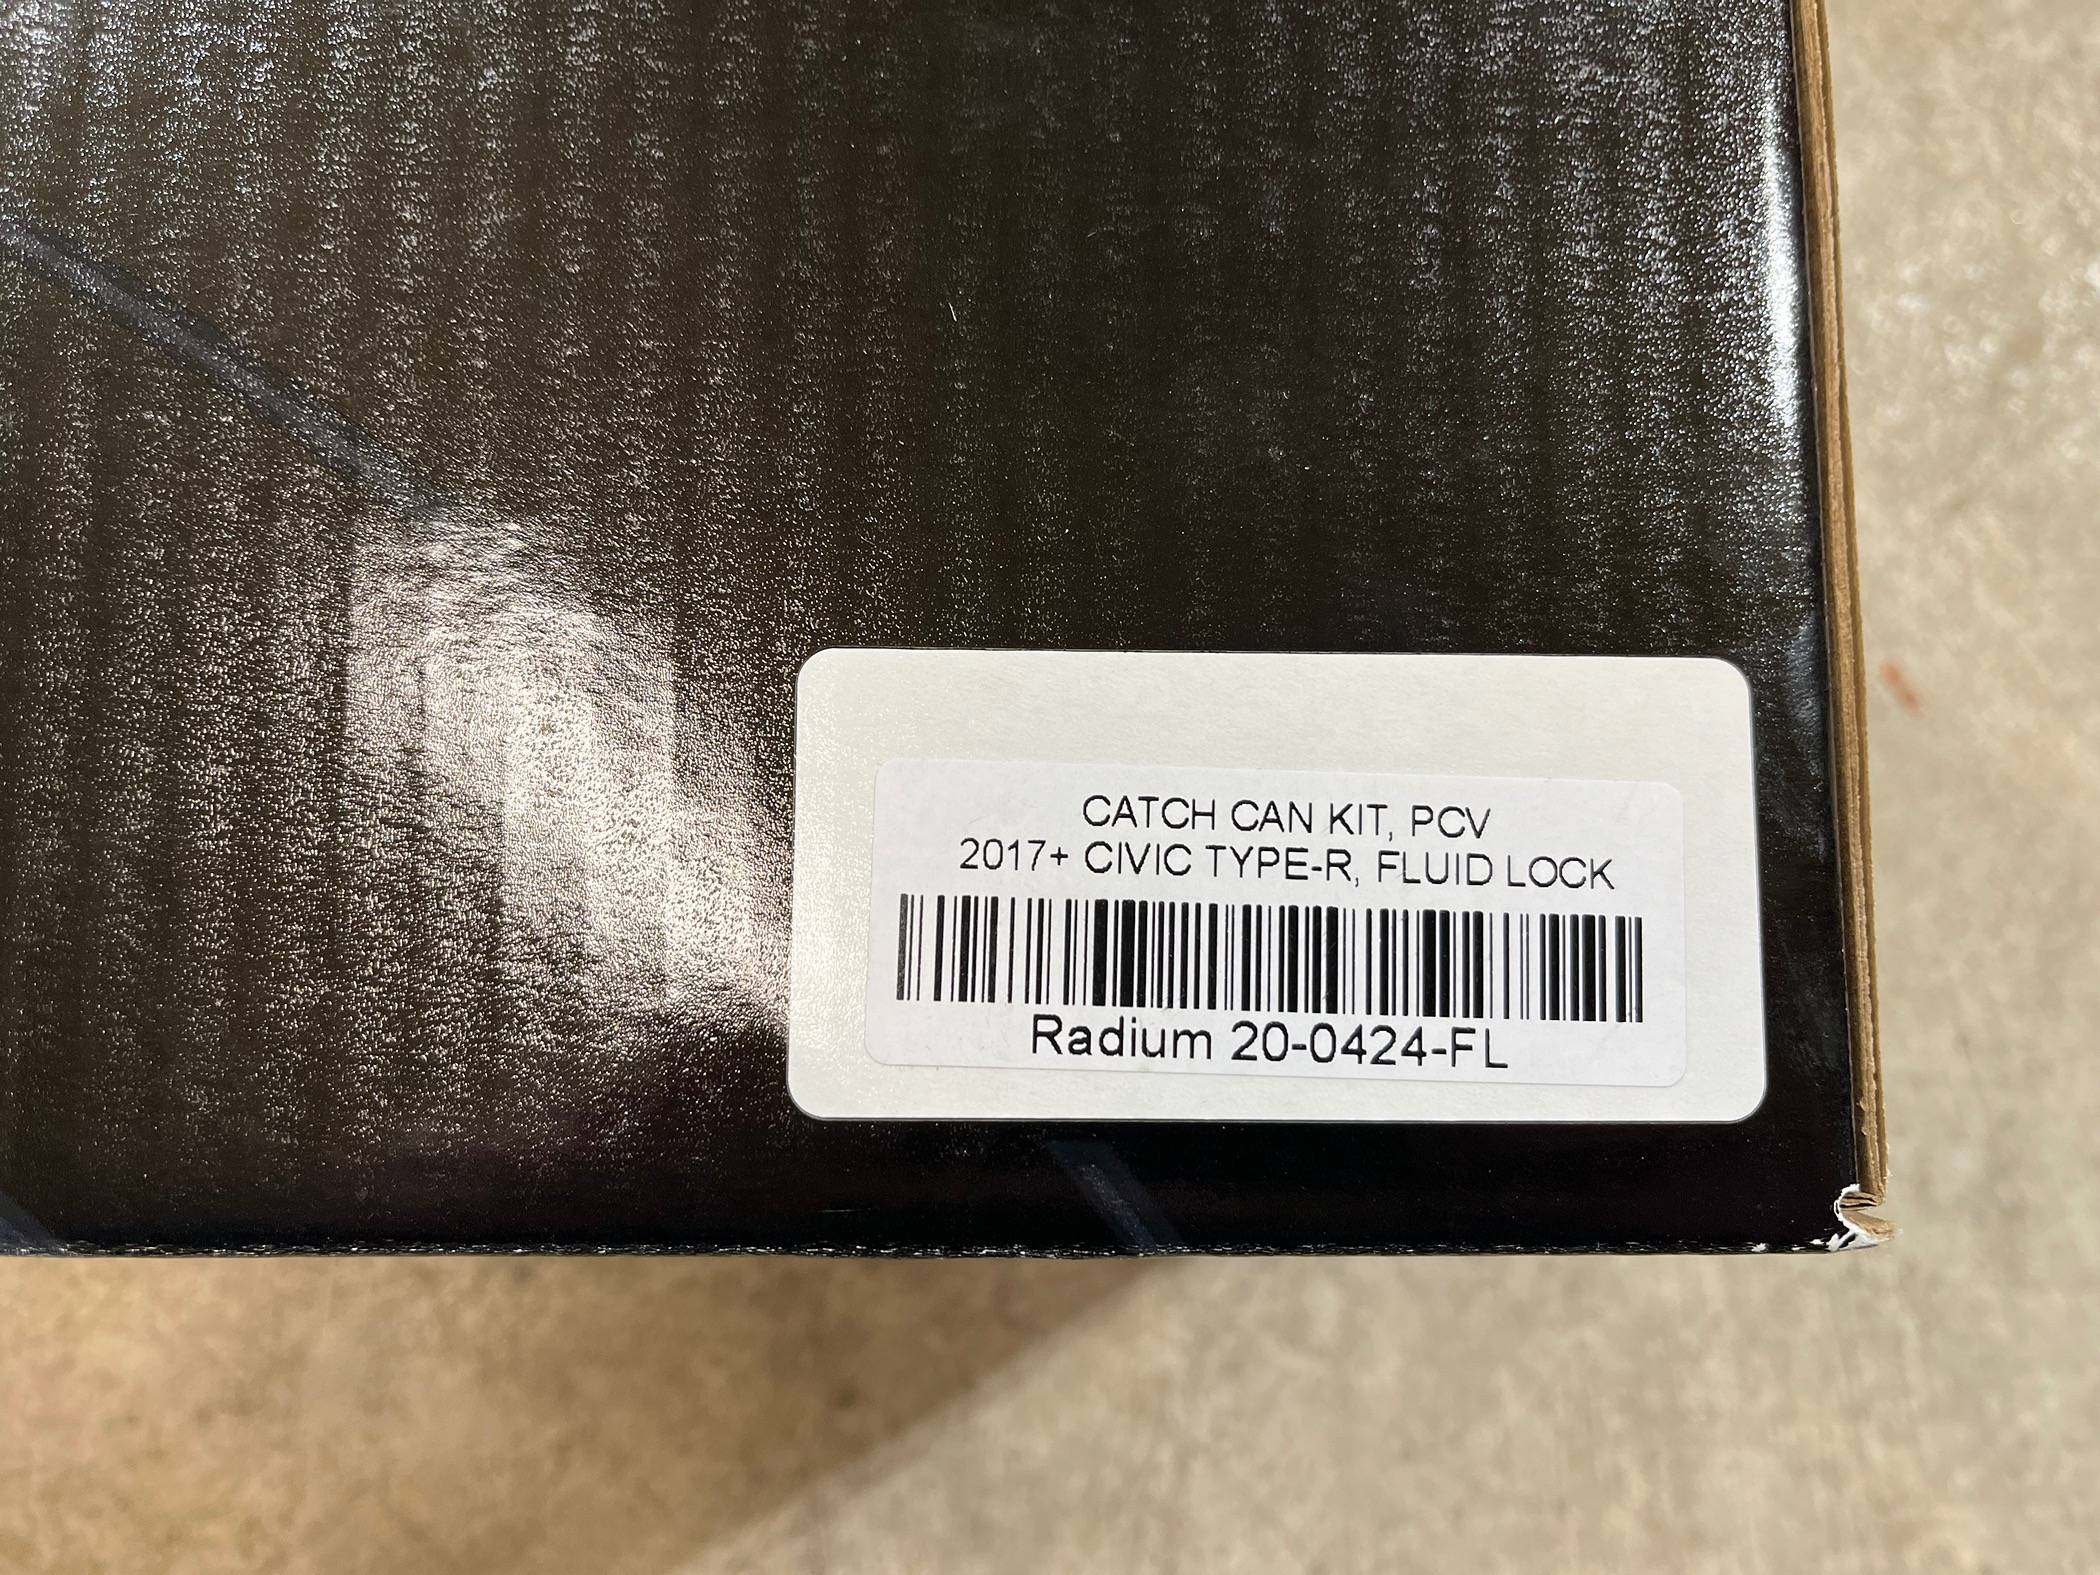 CATCH CAN KIT, PCV
2017+ CIVIC TYPE-R, FLUID LOCK
Radium 20-0424-FL